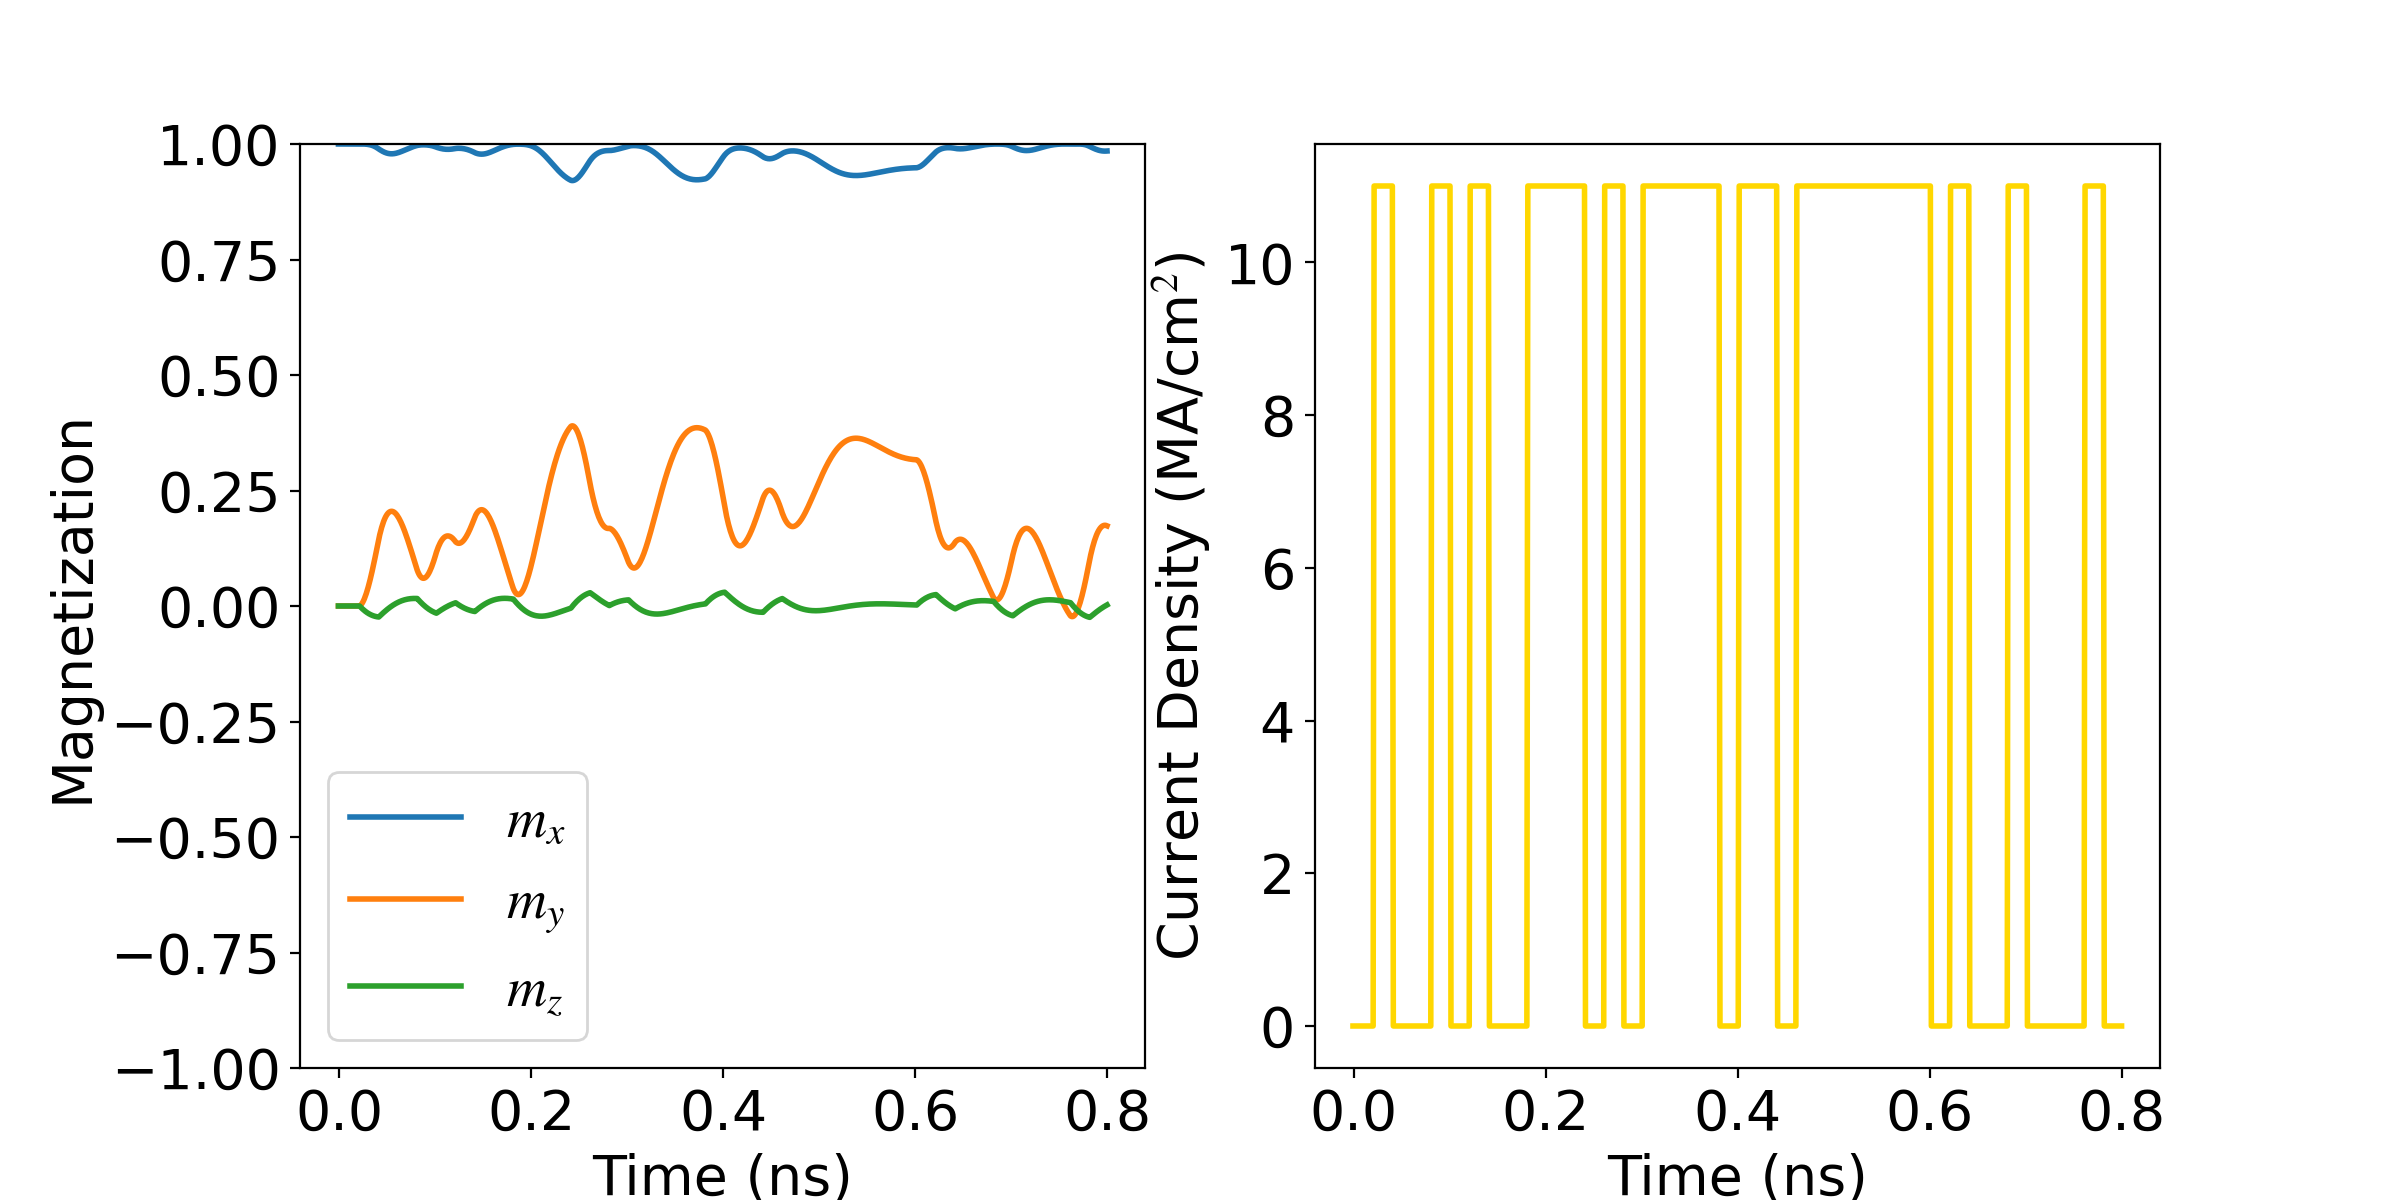 1.00
0.75
0.50
0.25
0.00
−0.25
−0.50
−0.75
−1.00
Magnetization
m_x
m_y
m_z
0.0 0.2 0.4 0.6 0.8
Time (ns)
Current Density (MA/cm²)
10
8
6
4
2
0
0.0 0.2 0.4 0.6 0.8
Time (ns)